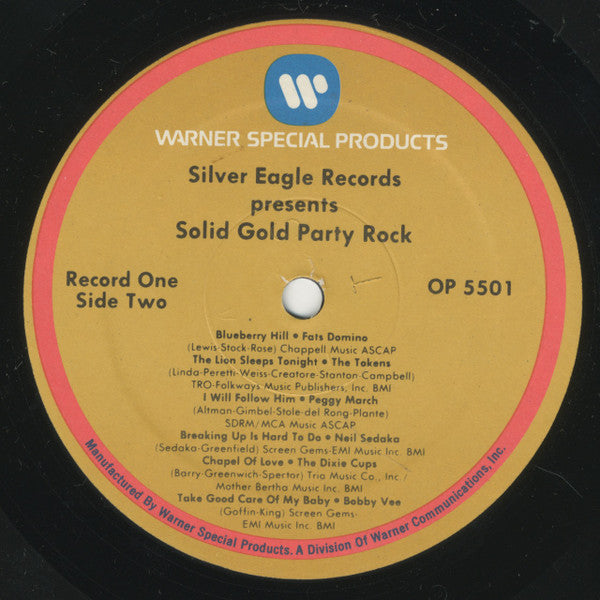 WARNER SPECIAL PRODUCTS
Silver Eagle Records
presents
Solid Gold Party Rock
Record One
Side Two
OP 5501
Blueberry Hill • Fats Domino
(Lewis-Stock-Rose) Chappell Music ASCAP
The Lion Sleeps Tonight • The Tokens
(Linda-Peretti-Weiss-Creatore-Stanton-Campbell)
TRO-Folkways Music Publishers, Inc. BMI
I Will Follow Him • Peggy March
(Altman-Gimbel-Stole-del Rong-Plante)
SDRM/MCA Music ASCAP
Breaking Up Is Hard To Do • Neil Sedaka
(Sedaka-Greenfield) Screen Gems-EMI Music Inc. BMI
Chapel Of Love • The Dixie Cups
(Barry-Greenwich-Spertor) Trig Music Co., Inc /
Mother Bertha Music Inc. BMI
Take Good Care Of My Baby • Bobby Vee
(Goffin-King) Screen Gems-
EMI Music Inc. BMI
Manufactured By Warner Special Products. A Division Of Warner Communications, Inc.